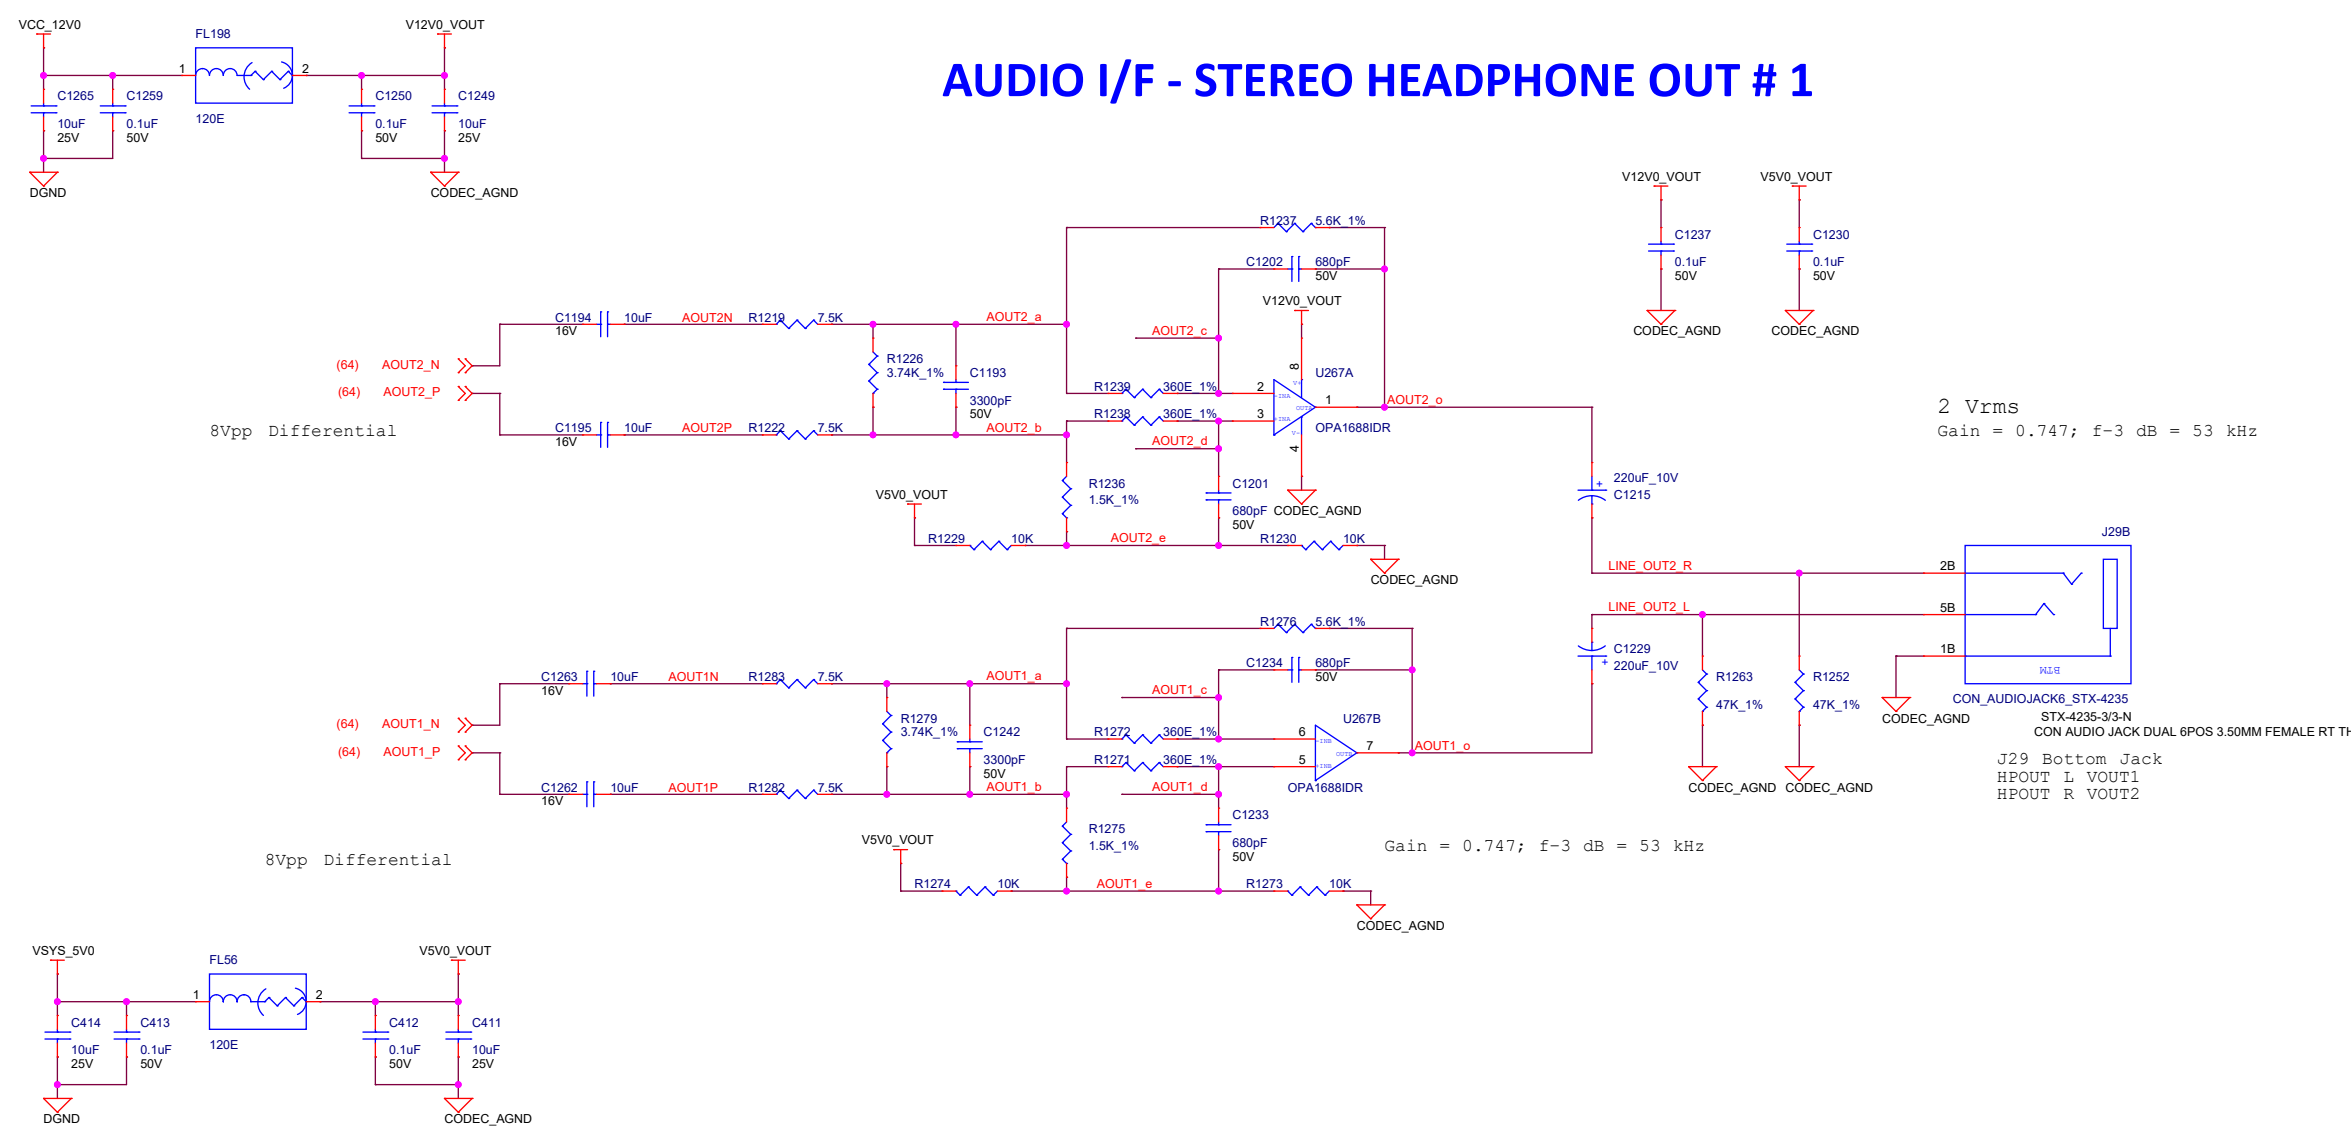 AUDIO I/F - STEREO HEADPHONE OUT # 1
VCC_12V0
V12V0_VOUT
FL198
1
2
120E
C1265
10uF
25V
C1259
0.1uF
50V
C1250
0.1uF
50V
C1249
10uF
25V
DGND
CODEC_AGND
V12V0_VOUT
V5V0_VOUT
C1237
0.1uF
50V
C1230
0.1uF
50V
CODEC_AGND
CODEC_AGND
R1237
5.6K_1%
C1202
680pF
50V
V12V0_VOUT
C1194
16V
10uF
AOUT2N
R1219
7.5K
AOUT2_a
AOUT2_c
(64)
AOUT2_N
(64)
AOUT2_P
8Vpp Differential
R1226
3.74K_1%
C1193
3300pF
50V
R1239
360E_1%
R1238
360E_1%
2
3
8
4
1
V+
-INA
+INA
OUTA
V-
U267A
OPA1688IDR
AOUT2_o
C1195
16V
10uF
AOUT2P
R1222
7.5K
AOUT2_b
AOUT2_d
2 Vrms
Gain = 0.747; f-3 dB = 53 kHz
V5V0_VOUT
R1236
1.5K_1%
C1201
680pF
50V
CODEC_AGND
R1229
10K
AOUT2_e
R1230
10K
CODEC_AGND
220uF_10V
C1215
+
LINE_OUT2_R
LINE_OUT2_L
C1229
220uF_10V
+
J29B
2B
5B
1B
BTM
R1263
47K_1%
R1252
47K_1%
CODEC_AGND
CODEC_AGND
CODEC_AGND
CON_AUDIOJACK6_STX-4235
STX-4235-3/3-N
CON AUDIO JACK DUAL 6POS 3.50MM FEMALE RT TH
J29 Bottom Jack
HPOUT L VOUT1
HPOUT R VOUT2
R1276
5.6K_1%
C1234
680pF
50V
C1263
16V
10uF
AOUT1N
R1283
7.5K
AOUT1_a
AOUT1_c
(64)
AOUT1_N
(64)
AOUT1_P
R1279
3.74K_1%
C1242
3300pF
50V
R1272
360E_1%
R1271
360E_1%
6
5
7
-INB
+INB
OUTB
U267B
OPA1688IDR
AOUT1_o
C1262
16V
10uF
AOUT1P
R1282
7.5K
AOUT1_b
AOUT1_d
8Vpp Differential
V5V0_VOUT
R1275
1.5K_1%
C1233
680pF
50V
R1274
10K
AOUT1_e
R1273
10K
CODEC_AGND
Gain = 0.747; f-3 dB = 53 kHz
VSYS_5V0
V5V0_VOUT
FL56
1
2
120E
C414
10uF
25V
C413
0.1uF
50V
C412
0.1uF
50V
C411
10uF
25V
DGND
CODEC_AGND